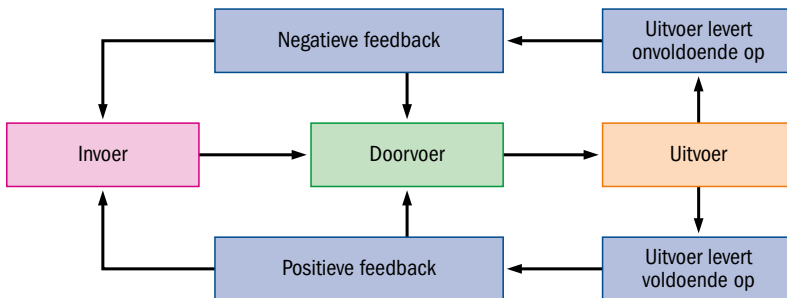 Negatieve feedback
Uitvoer levert
onvoldoende op
Invoer
Doorvoer
Uitvoer
Positieve feedback
Uitvoer levert
voldoende op